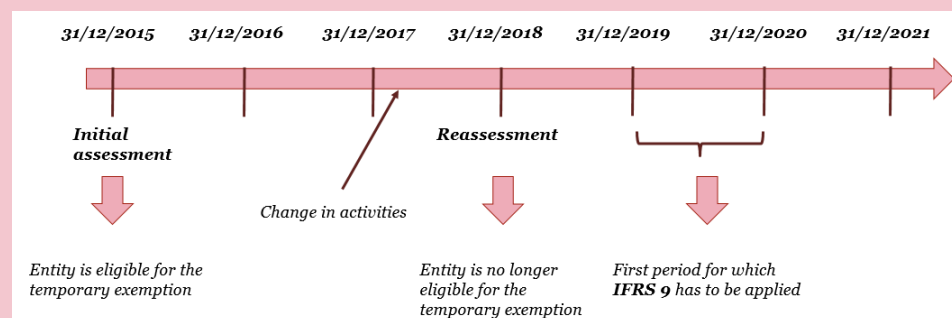 31/12/2015 31/12/2016 31/12/2017 31/12/2018 31/12/2019 31/12/2020 31/12/2021
Initial
assessment
Reassessment
Change in activities
Entity is eligible for the
temporary exemption
Entity is no longer
eligible for the
temporary exemption
First period for which
IFRS 9 has to be applied